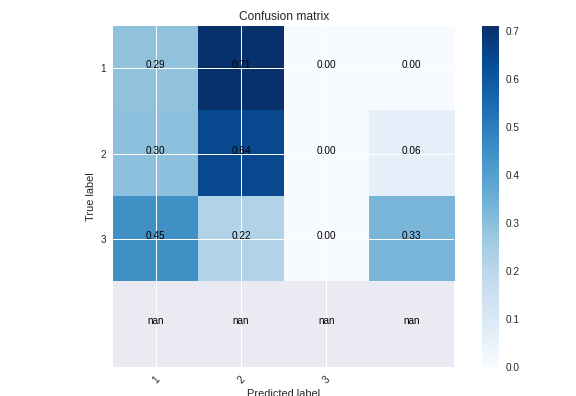 Confusion matrix
0.7
1 0.29 0.71 0.00 0.00
0.6
0.5
2 0.30 0.64 0.00 0.06
0.4
True label
0.3
3 0.45 0.22 0.00 0.33
0.2
nan nan nan nan
0.1
0.0
1 2 3
Predicted label